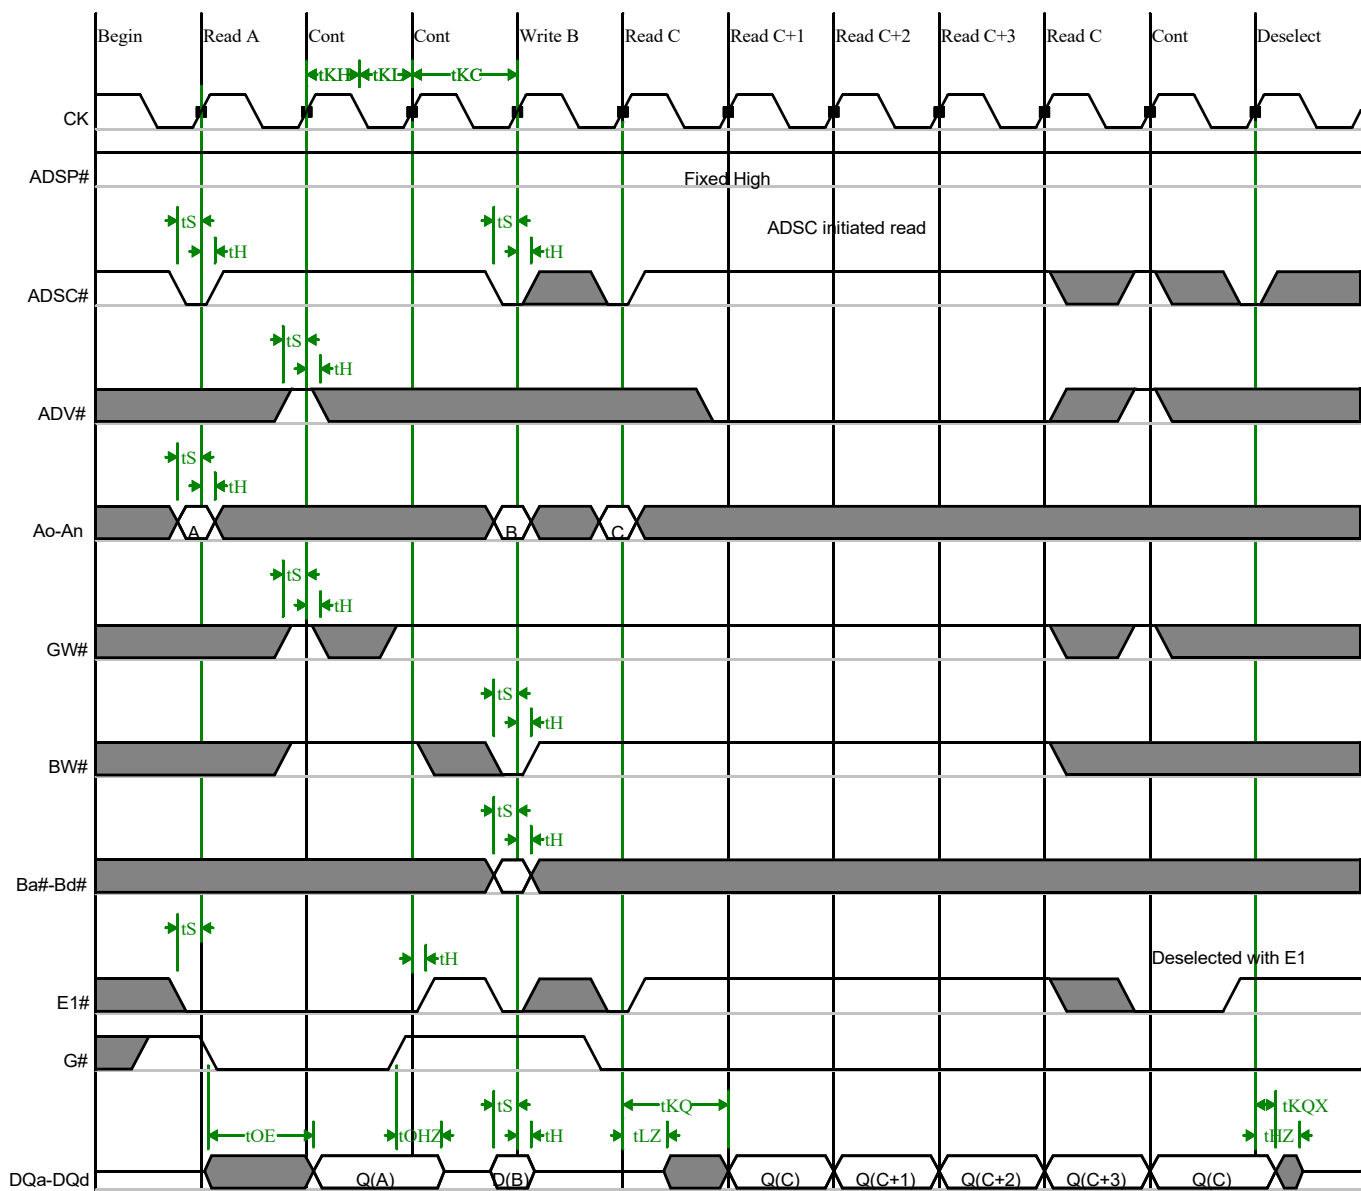 Begin Read A Cont Cont Write B Read C Read C+1 Read C+2 Read C+3 Read C Cont Deselect
tKH tKL tKC
CK
ADSP#
Fixed High
tS tS
ADSC initiated read
tH tH
ADSC#
tS
tH
ADV#
tS
tH
Ao-An
A B C
tS
tH
GW#
tS
tH
BW#
tS
tH
Ba#-Bd#
tS
tH
Deselected with E1
E1#
G#
tS tKQ tKQX
tOE tOHZ tH tLZ tHZ
DQa-DQd
Q(A) D(B) Q(C) Q(C+1) Q(C+2) Q(C+3) Q(C)